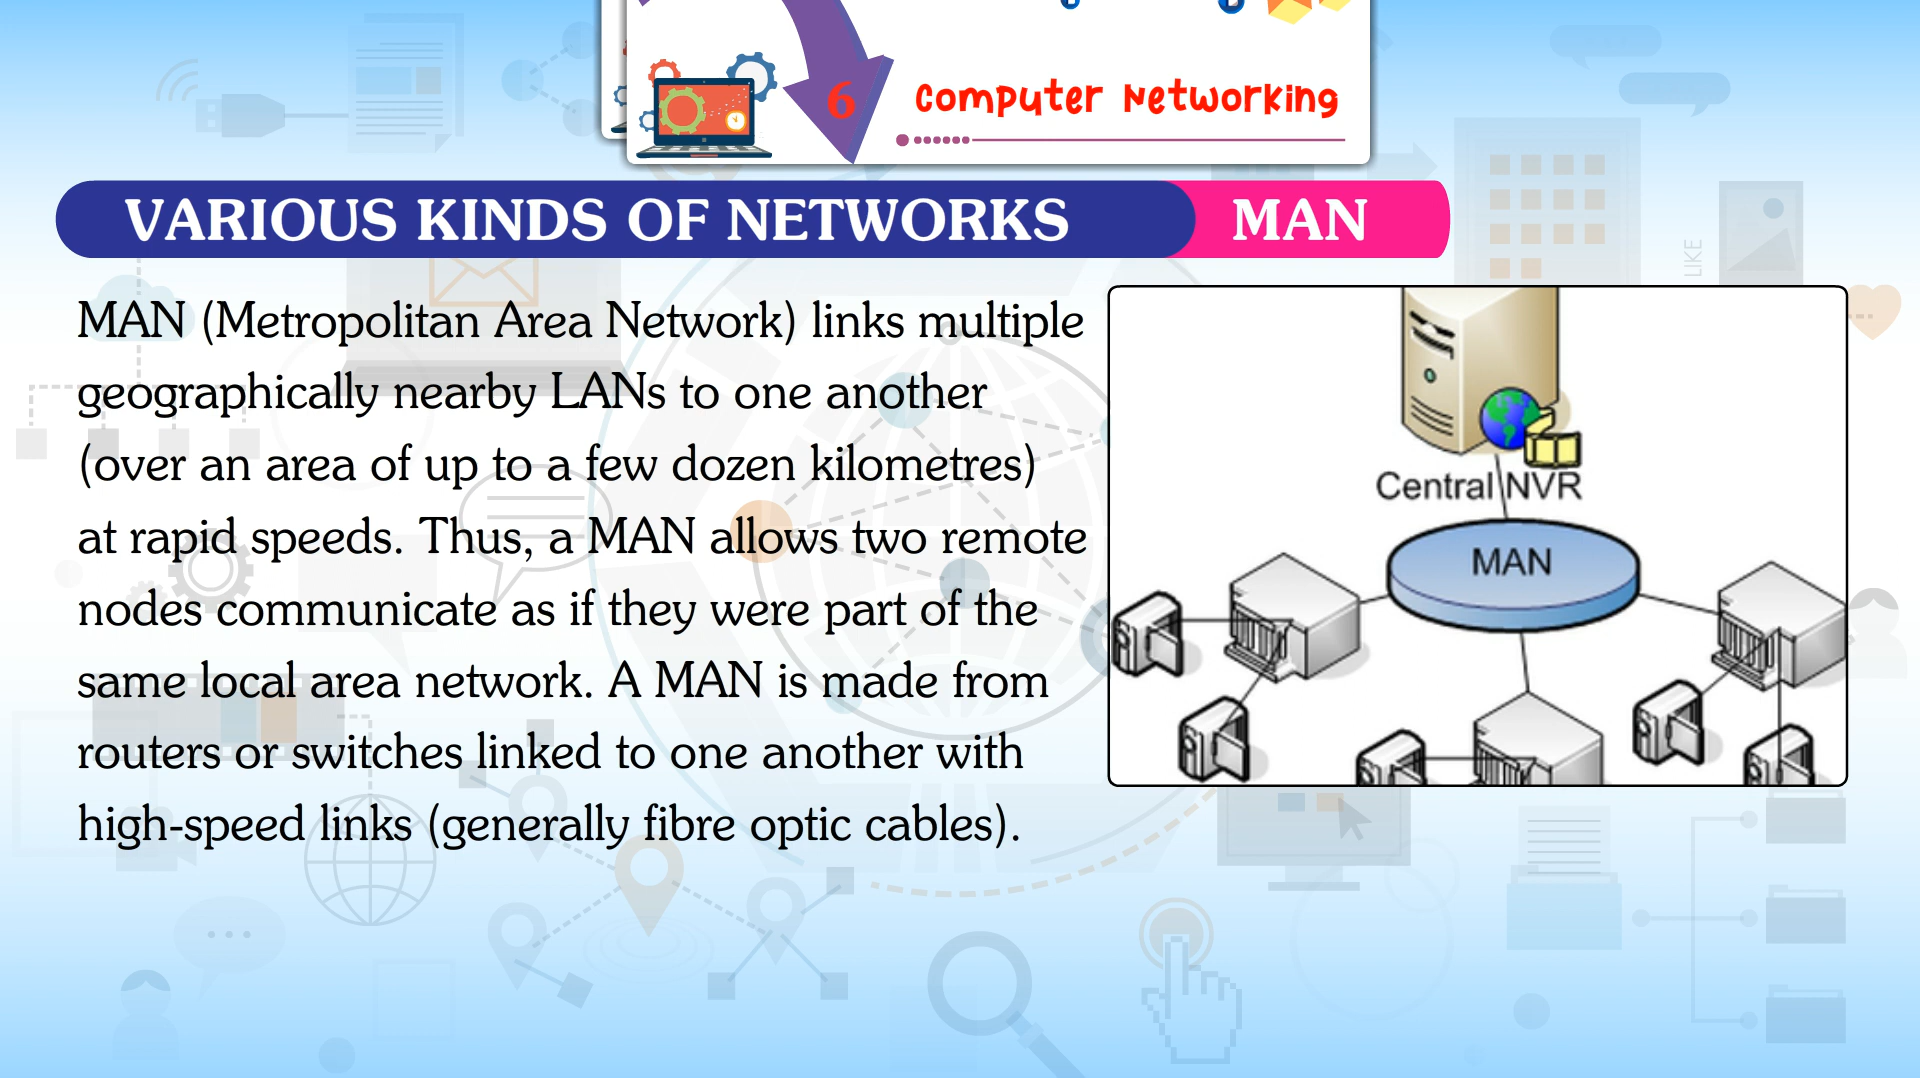 6
Computer Networking
VARIOUS KINDS OF NETWORKS MAN
MAN (Metropolitan Area Network) links multiple
geographically nearby LANs to one another
(over an area of up to a few dozen kilometres)
at rapid speeds. Thus, a MAN allows two remote
nodes communicate as if they were part of the
same local area network. A MAN is made from
routers or switches linked to one another with
high-speed links (generally fibre optic cables).
Central NVR
MAN
LIKE